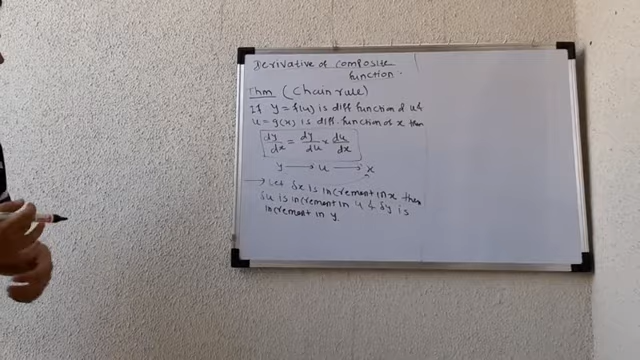 Derivative of composite
function.
Thm (Chain rule)
If y = f(u) is diff function of u &
u = g(x) is diff. function of x then
dy/dx = dy/du × du/dx
y → u → x
→ Let δx is increment in x then
δu is increment in u & δy is
increment in y.